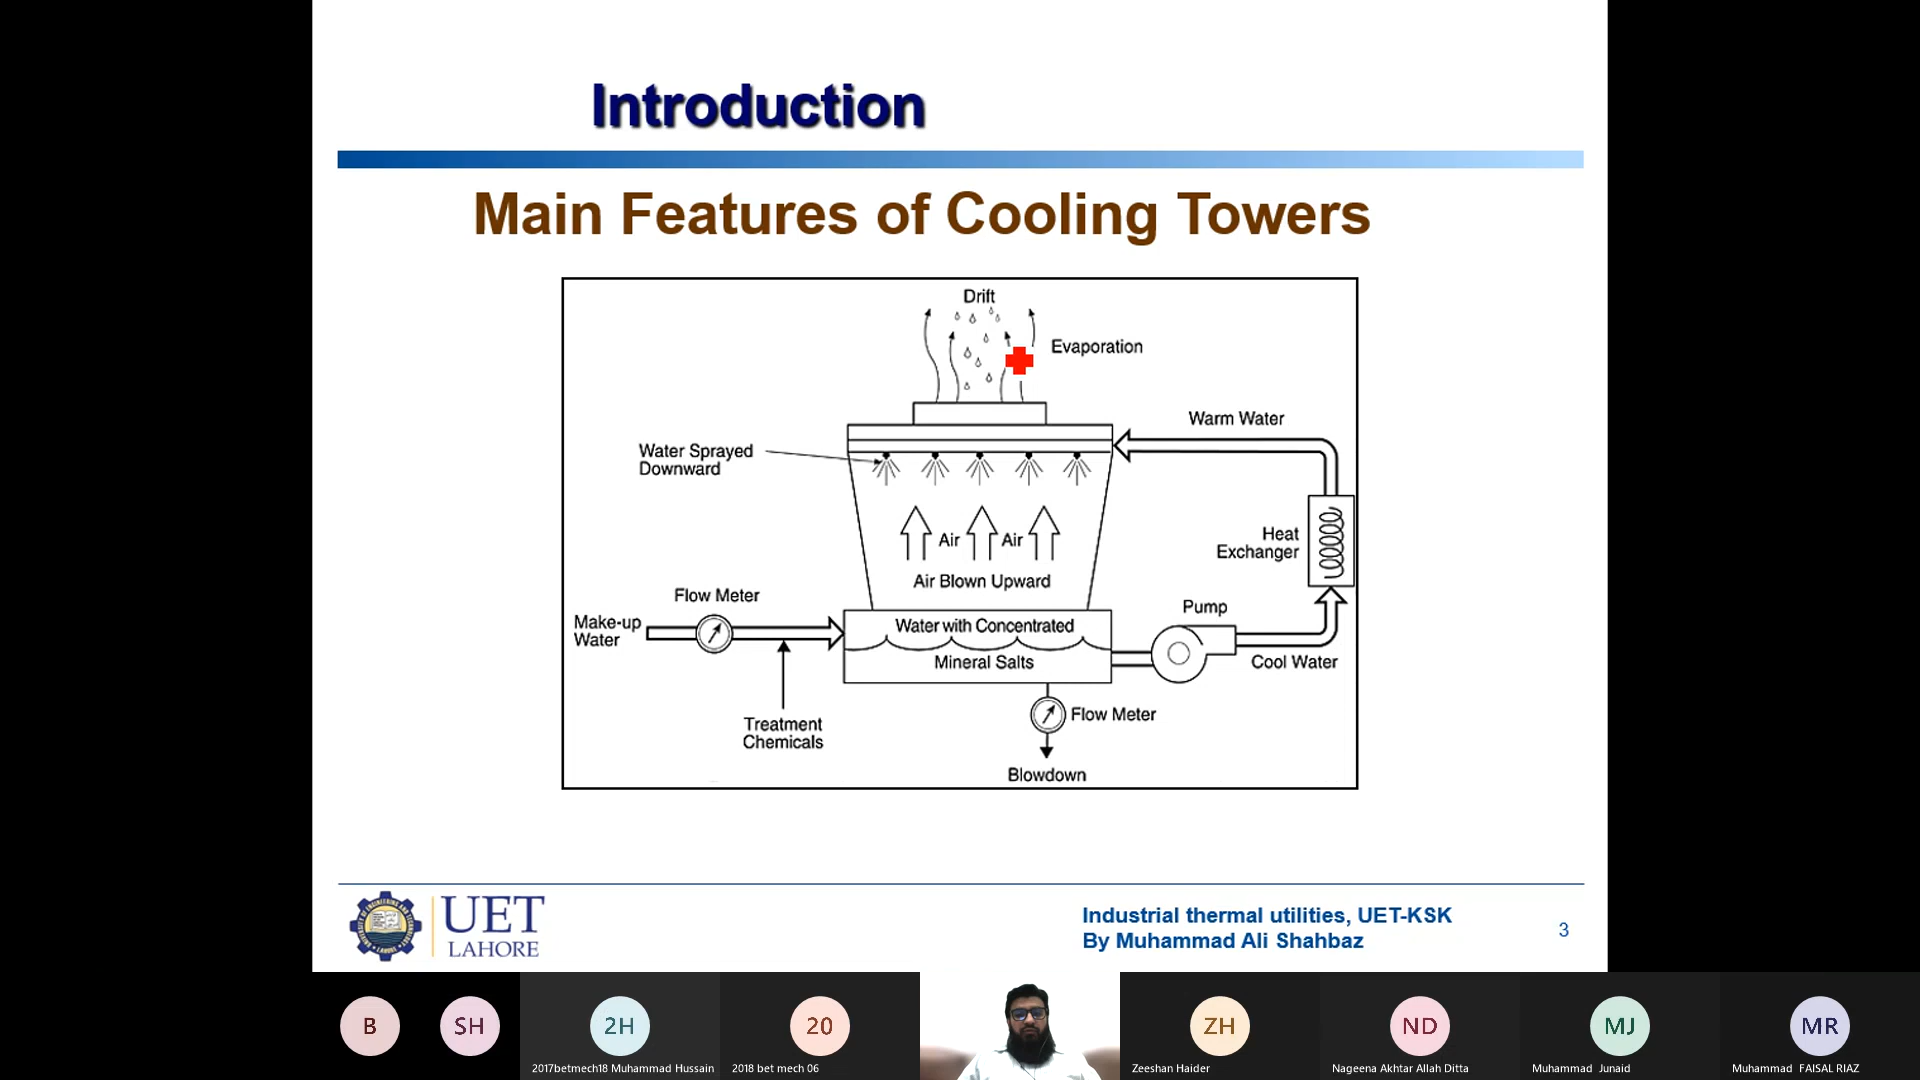 Introduction
Main Features of Cooling Towers
Drift
Evaporation
Warm Water
Water Sprayed
Downward
Air
Air
Heat
Exchanger
Air Blown Upward
Flow Meter
Pump
Make-up
Water
Water with Concentrated
Mineral Salts
Cool Water
Flow Meter
Treatment
Chemicals
Blowdown
UET
LAHORE
Industrial thermal utilities, UET-KSK
By Muhammad Ali Shahbaz
3
B
SH
2H
20
ZH
ND
MJ
MR
2017betmech18 Muhammad Hussain
2018 bet mech 06
Zeeshan Haider
Nageena Akhtar Allah Ditta
Muhammad Junaid
Muhammad FAISAL RIAZ